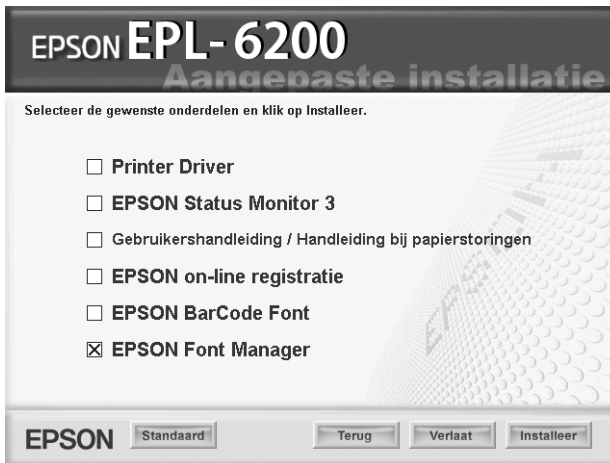 EPSON EPL-6200
Aangepaste installatie
Selecteer de gewenste onderdelen en klik op Installeer.
Printer Driver
EPSON Status Monitor 3
Gebruikershandleiding / Handleiding bij papierstoringen
EPSON on-line registratie
EPSON BarCode Font
EPSON Font Manager
EPSON
EPSON Standaard Terug Verlaat Installeer